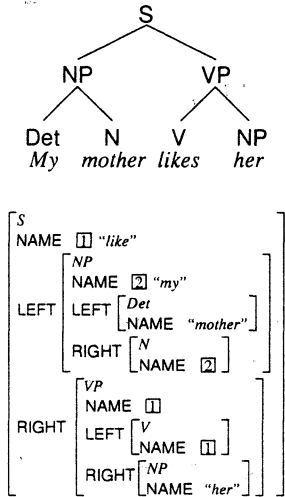 S
NP VP
Det N V NP
My mother likes her
S
NAME 1 "like"
NP
NAME 2 "my"
LEFT LEFT Det
NAME "mother"
RIGHT N
NAME 2
VP
NAME 1
RIGHT LEFT V
NAME 1
RIGHT NP
NAME "her"